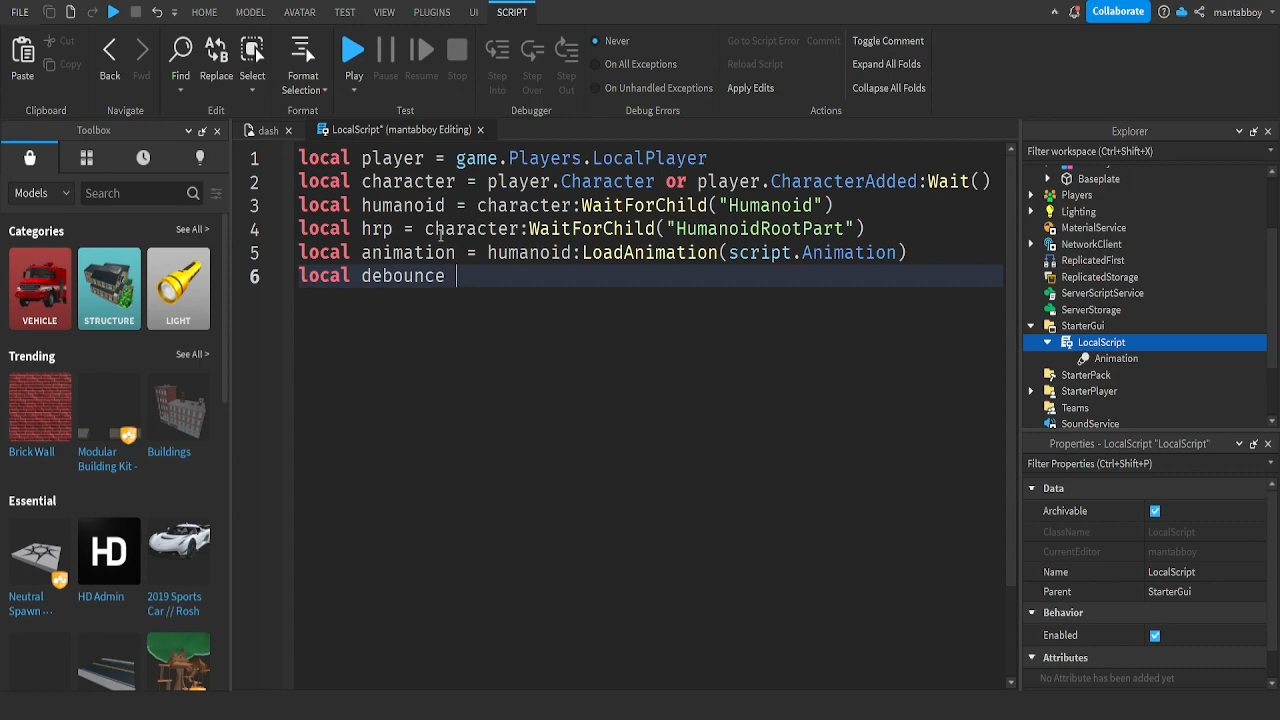 FILE HOME MODEL AVATAR TEST VIEW PLUGINS UI SCRIPT Collaborate mantabboy
Paste Cut Copy Back Fwd Find Replace Select Format Selection Play Pause Resume Stop Step Into Step Over Step Out
Never On All Exceptions On Unhandled Exceptions
Go to Script Error Commit Reload Script Apply Edits
Toggle Comment Expand All Folds Collapse All Folds
Clipboard Navigate Edit Format Test Debugger Debug Errors Actions
Toolbox
Models Search
Categories See All >
VEHICLE STRUCTURE LIGHT
Trending See All >
Brick Wall Modular Building Kit - Buildings
Essential
HD
Neutral Spawn ... HD Admin 2019 Sports Car // Rosh
dash LocalScript* (mantabboy Editing)
1 local player = game.Players.LocalPlayer
2 local character = player.Character or player.CharacterAdded:Wait()
3 local humanoid = character:WaitForChild("Humanoid")
4 local hrp = character:WaitForChild("HumanoidRootPart")
5 local animation = humanoid:LoadAnimation(script.Animation)
6 local debounce
Explorer
Filter workspace (Ctrl+Shift+X)
Baseplate
Players
Lighting
MaterialService
NetworkClient
ReplicatedFirst
ReplicatedStorage
ServerScriptService
ServerStorage
StarterGui
LocalScript
Animation
StarterPack
StarterPlayer
Teams
SoundService
Properties - LocalScript "LocalScript"
Filter Properties (Ctrl+Shift+P)
Data
Archivable
ClassName LocalScript
CurrentEditor mantabboy
Name LocalScript
Parent StarterGui
Behavior
Enabled
Attributes
No Attribute has been added yet